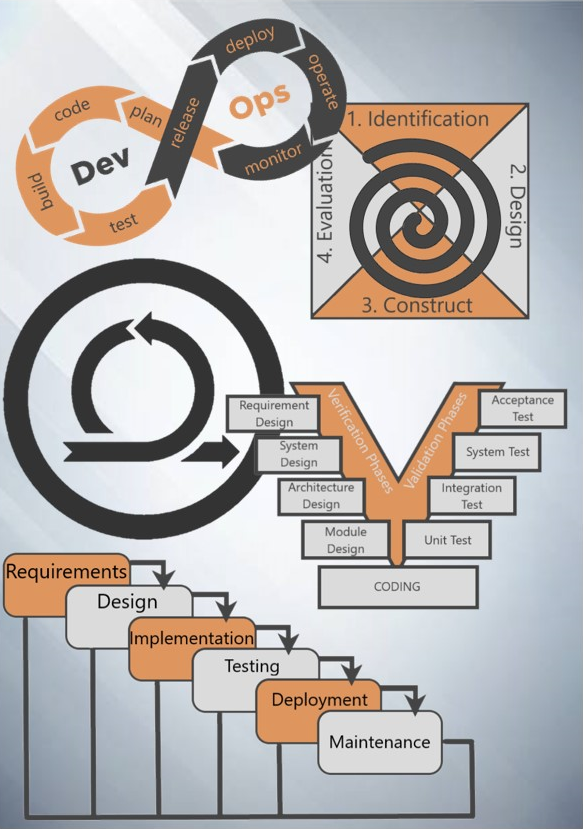 deploy
operate
code
plan
release
Ops
Dev
monitor
build
test
1. Identification
2. Design
3. Construct
4. Evaluation
Verification Phases
Validation Phases
Requirement
Design
Acceptance
Test
System
Design
System Test
Architecture
Design
Integration
Test
Module
Design
Unit Test
CODING
Requirements
Design
Implementation
Testing
Deployment
Maintenance